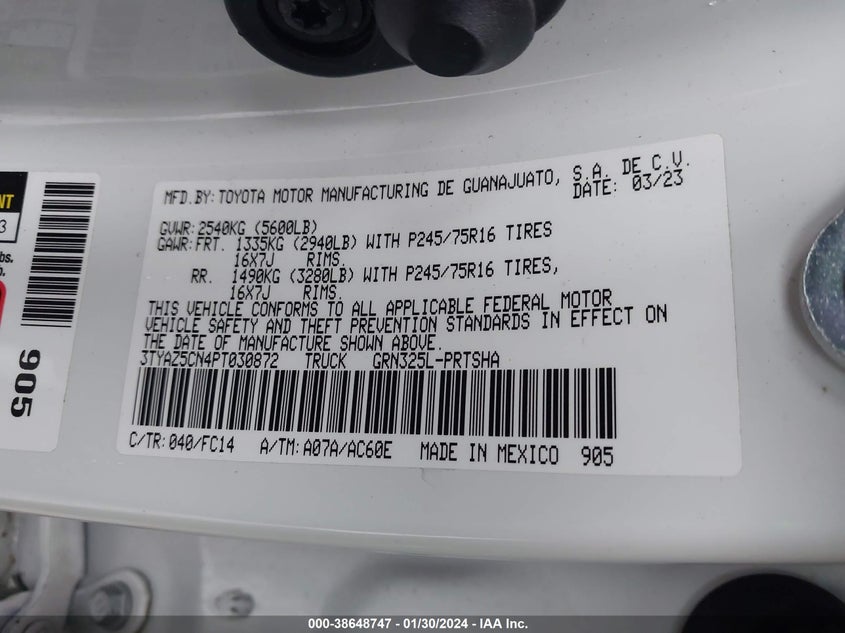 MFD.BY: TOYOTA MOTOR MANUFACTURING DE GUANAJUATO, S.A. DE C.V.
DATE: 03/23
GVWR: 2540KG (5600LB)
GAWR: FRT. 1335KG (2940LB) WITH P245/75R16 TIRES
16X7J RIMS.
RR. 1490KG (3280LB) WITH P245/75R16 TIRES,
16X7J RIMS.
THIS VEHICLE CONFORMS TO ALL APPLICABLE FEDERAL MOTOR
VEHICLE SAFETY AND THEFT PREVENTION STANDARDS IN EFFECT ON
THE DATE OF MANUFACTURE SHOWN ABOVE.
3TYAZ5CN4PT030872 TRUCK GRN325L-PRTSHA
C/TR: 040/FC14 A/TM: A07A/AC60E MADE IN MEXICO 905
NT
3
bs.
p.
905
000-38648747 - 01/30/2024 - IAA Inc.